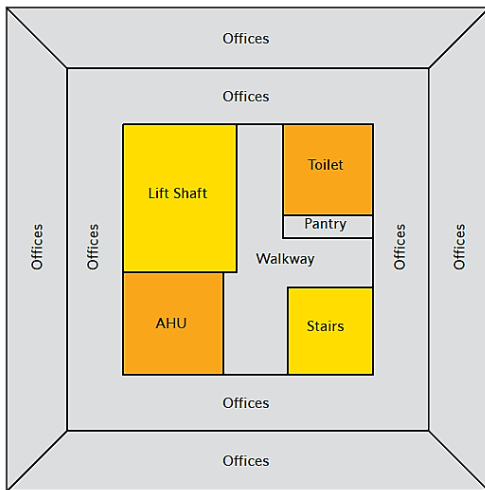 Offices
Offices
Lift Shaft
Toilet
Pantry
Offices
Offices
Walkway
Offices
Offices
AHU
Stairs
Offices
Offices